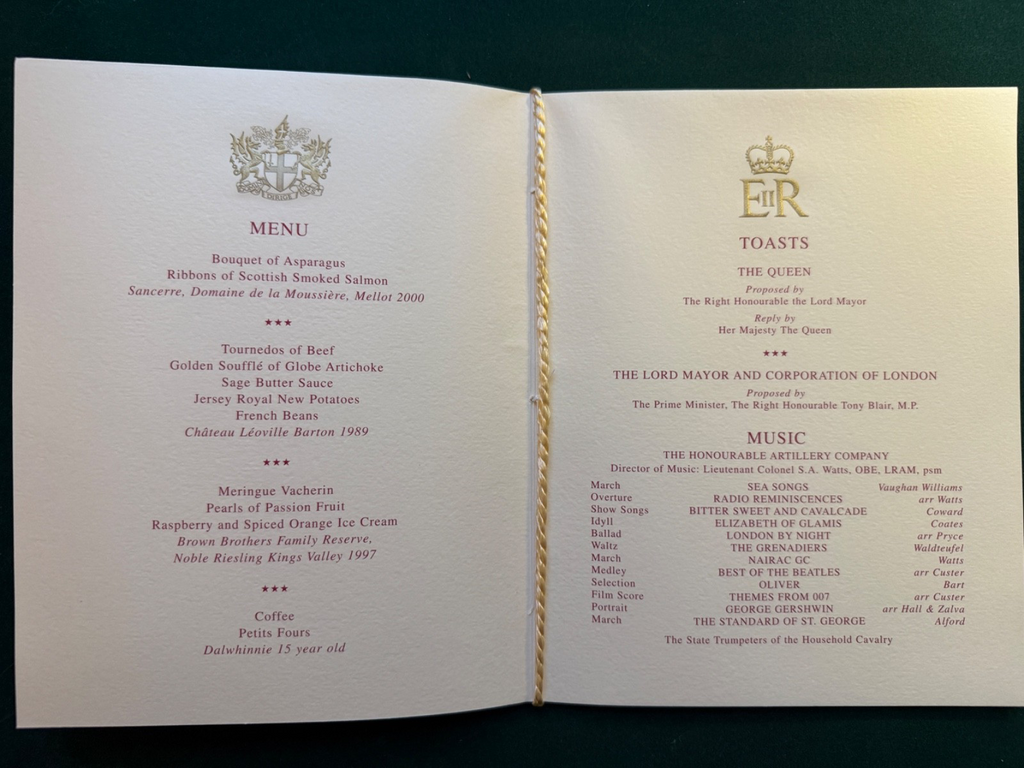 DIRIGE
MENU
Bouquet of Asparagus
Ribbons of Scottish Smoked Salmon
Sancerre, Domaine de la Moussière, Mellot 2000
★★★
Tournedos of Beef
Golden Soufflé of Globe Artichoke
Sage Butter Sauce
Jersey Royal New Potatoes
French Beans
Château Léoville Barton 1989
★★★
Meringue Vacherin
Pearls of Passion Fruit
Raspberry and Spiced Orange Ice Cream
Brown Brothers Family Reserve,
Noble Riesling Kings Valley 1997
★★★
Coffee
Petits Fours
Dalwhinnie 15 year old
EIIR
TOASTS
THE QUEEN
Proposed by
The Right Honourable the Lord Mayor
Reply by
Her Majesty The Queen
★★★
THE LORD MAYOR AND CORPORATION OF LONDON
Proposed by
The Prime Minister, The Right Honourable Tony Blair, M.P.
MUSIC
THE HONOURABLE ARTILLERY COMPANY
Director of Music: Lieutenant Colonel S.A. Watts, OBE, LRAM, psm
March SEA SONGS Vaughan Williams
Overture RADIO REMINISCENCES arr Watts
Show Songs BITTER SWEET AND CAVALCADE Coward
Idyll ELIZABETH OF GLAMIS Coates
Ballad LONDON BY NIGHT arr Pryce
Waltz THE GRENADIERS Waldteufel
March NAIRAC GC Watts
Medley BEST OF THE BEATLES arr Custer
Selection OLIVER Bart
Film Score THEMES FROM 007 arr Custer
Portrait GEORGE GERSHWIN arr Hall & Zalva
March THE STANDARD OF ST. GEORGE Alford
The State Trumpeters of the Household Cavalry